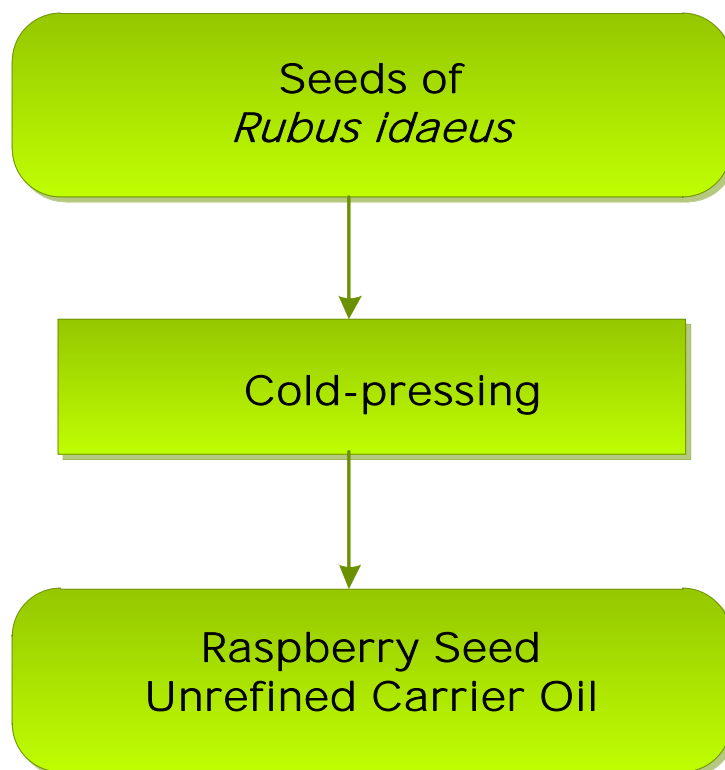 Seeds of
Rubus idaeus
Cold-pressing
Raspberry Seed
Unrefined Carrier Oil